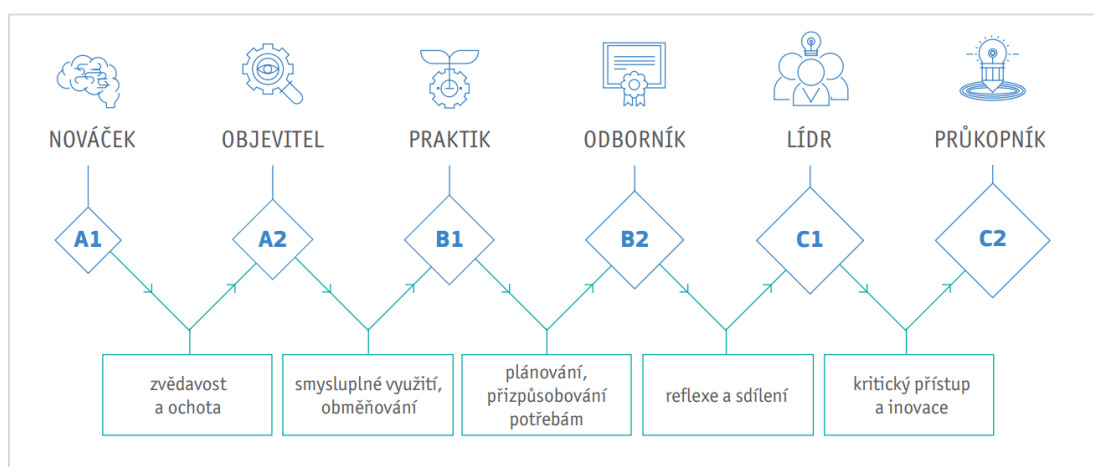 NOVÁČEK
OBJEVITEL
PRAKTIK
ODBORNÍK
LÍDR
PRŮKOPNÍK
A1
A2
B1
B2
C1
C2
zvědavost
a ochota
smysluplné využití,
obměňování
plánování,
přizpůsobování
potřebám
reflexe a sdílení
kritický přístup
a inovace